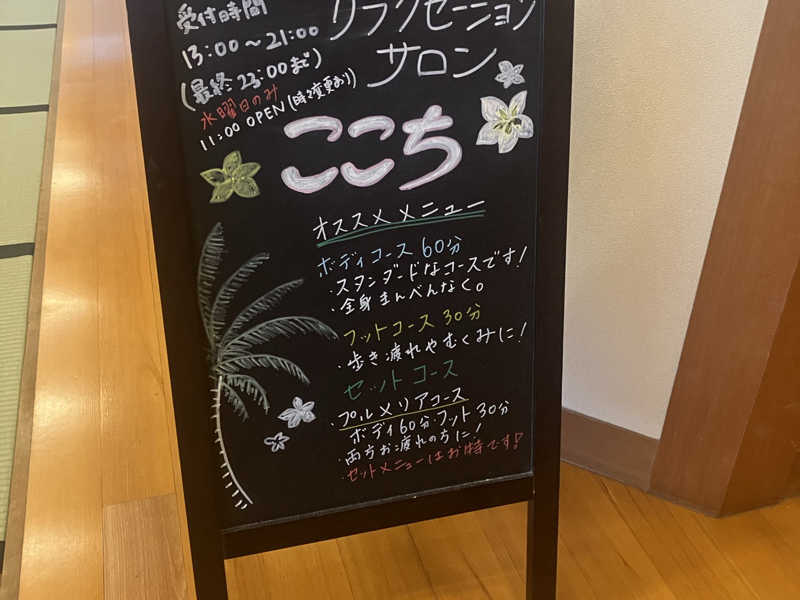 リラクゼーション
サロン
受付時間
13:00～21:00
(最終23:00まで)
水曜日のみ
11:00 OPEN(時々変更あり)
ここち
オススメメニュー
ボディコース 60分
・スタンダードなコースです!
・全身まんべんなく。
フットコース 30分
・歩き疲れやむくみに!
セットコース
・プルメリアコース
ボディ60分・フット30分
・両方お疲れの方に!
・セットメニューはお得です!